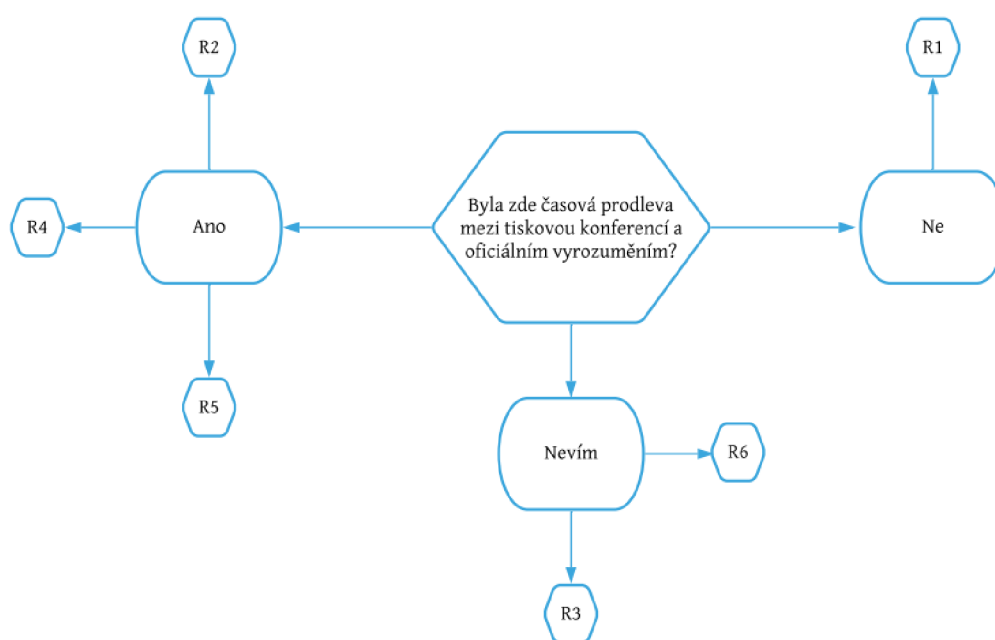 R2
R1
Byla zde časová prodleva
mezi tiskovou konferencí a
oficiálním vyrozuměním?
R4
Ano
Ne
R5
Nevím
R6
R3